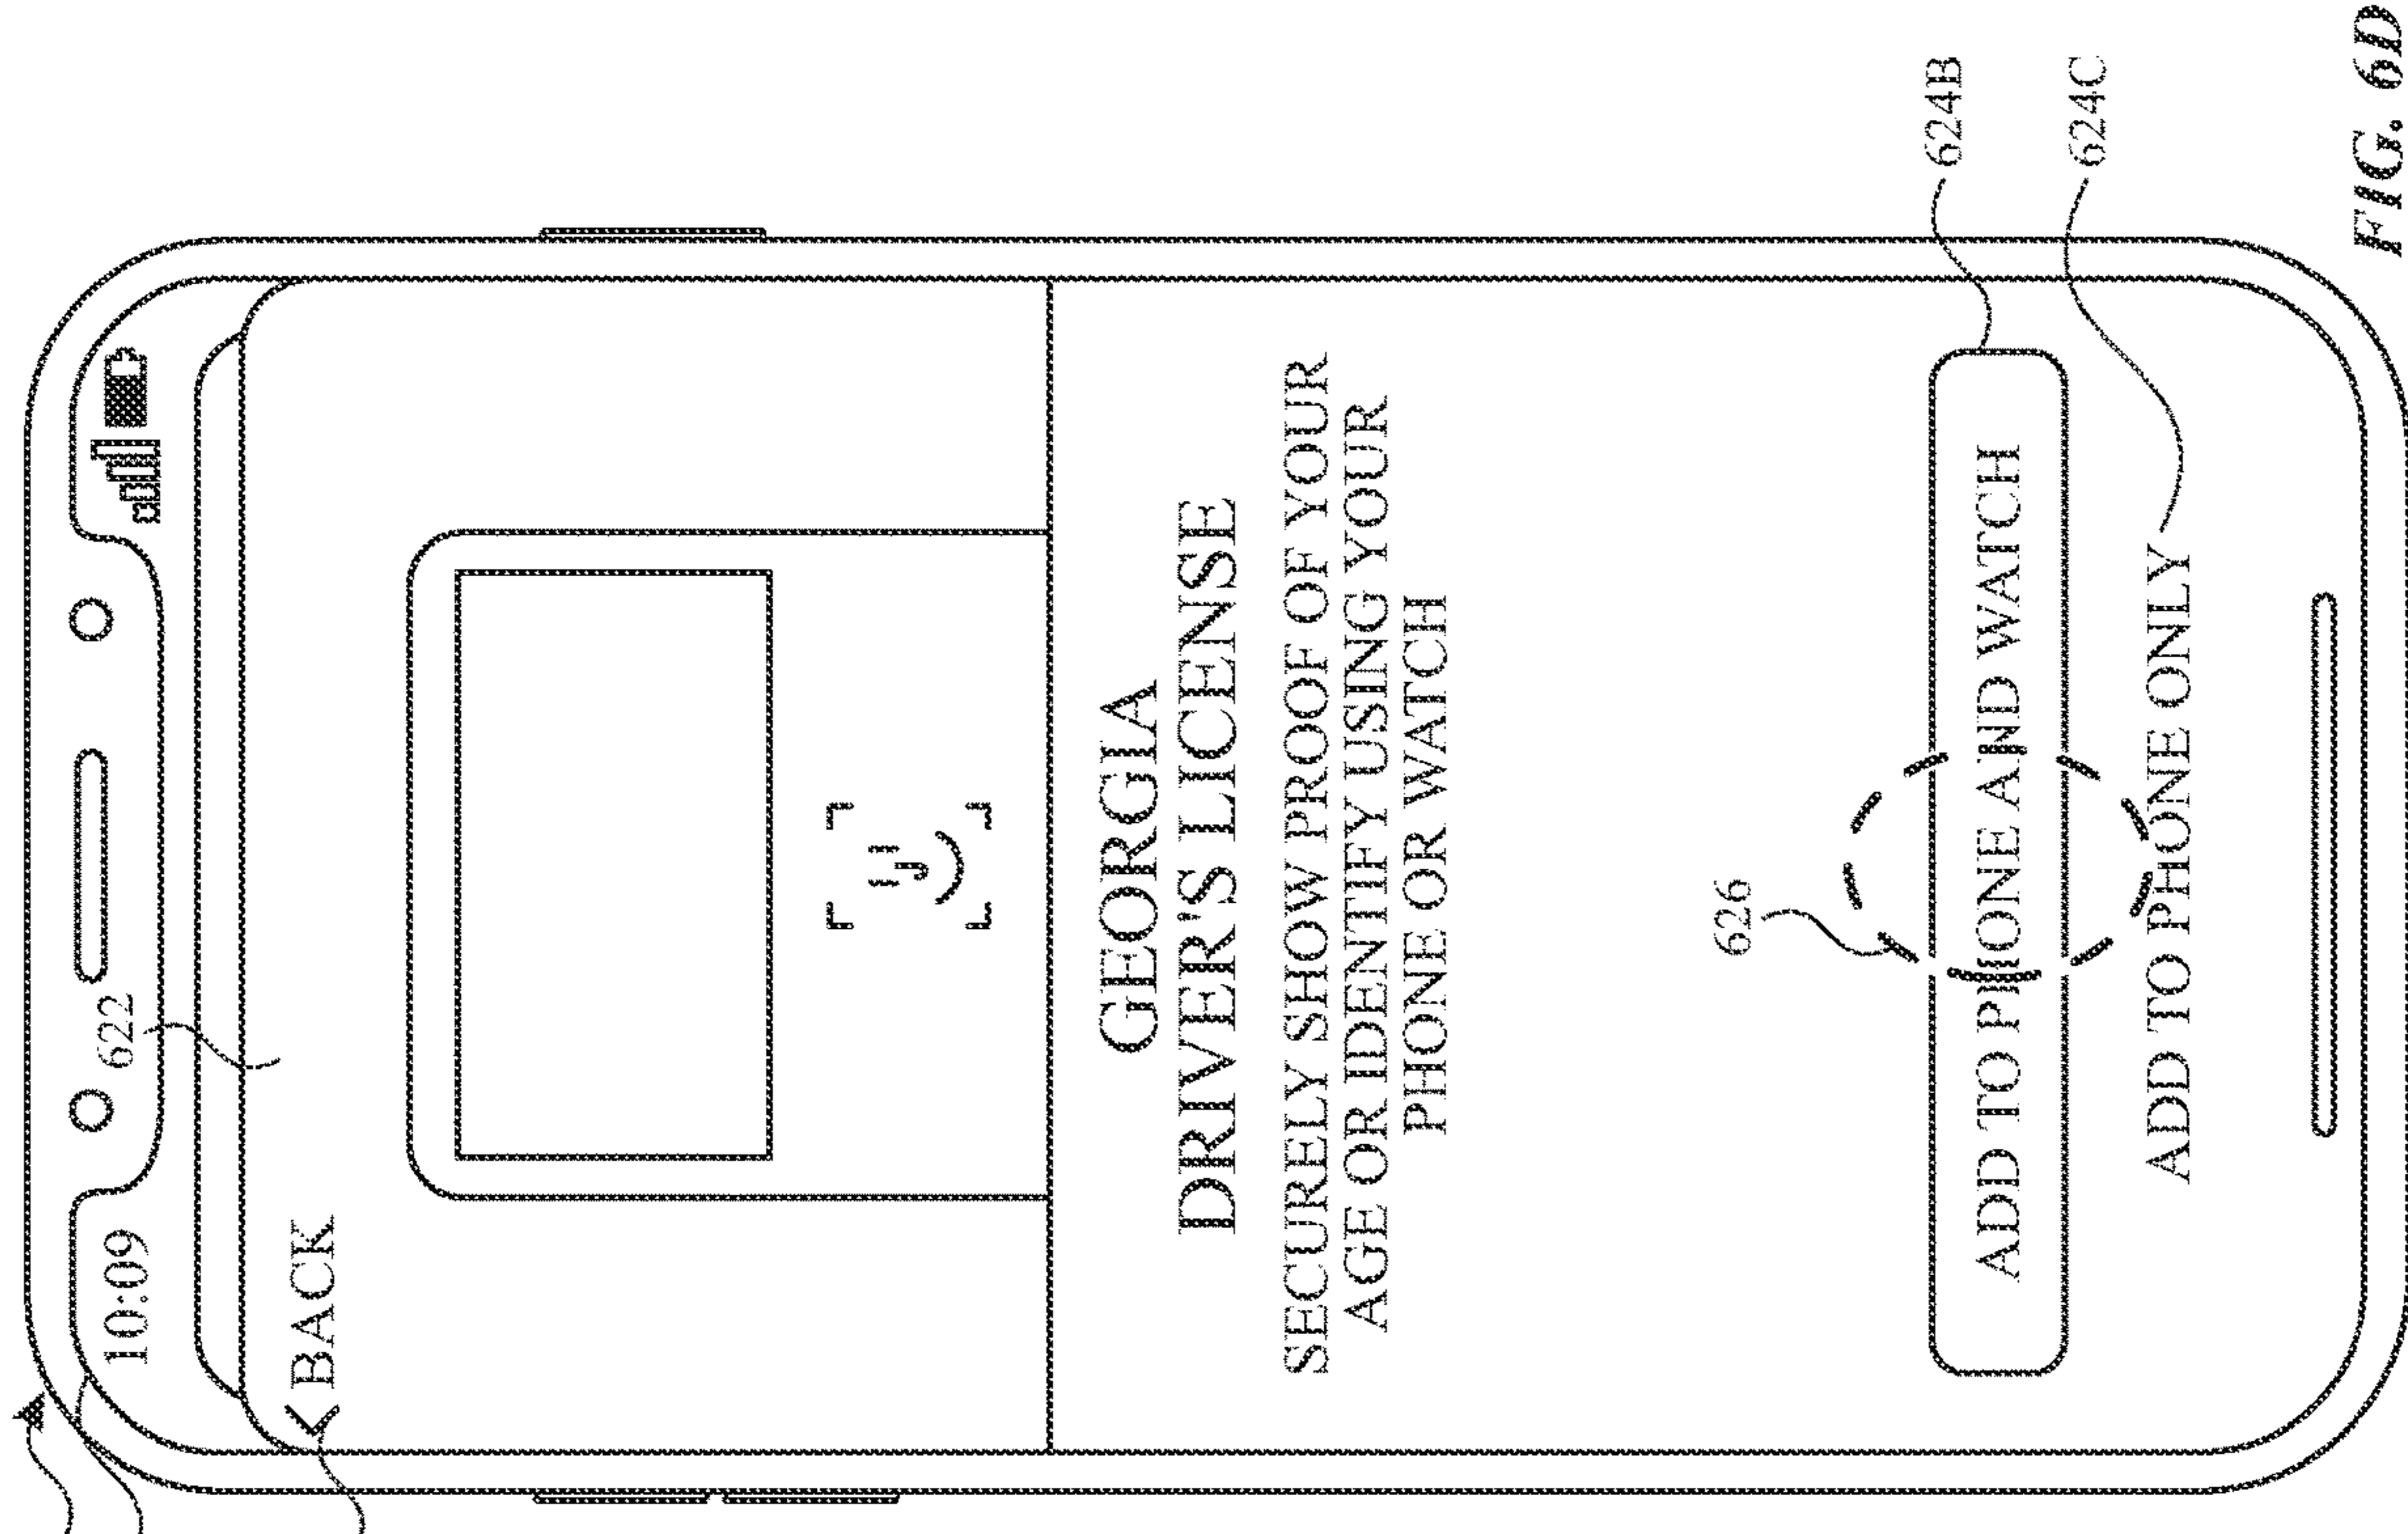 10:09
622
< BACK
GEORGIA
DRIVER'S LICENSE
SECURELY SHOW PROOF OF YOUR
AGE OR IDENTIFY USING YOUR
PHONE OR WATCH
626
ADD TO PHONE AND WATCH
624B
ADD TO PHONE ONLY
624C
FIG. 6D